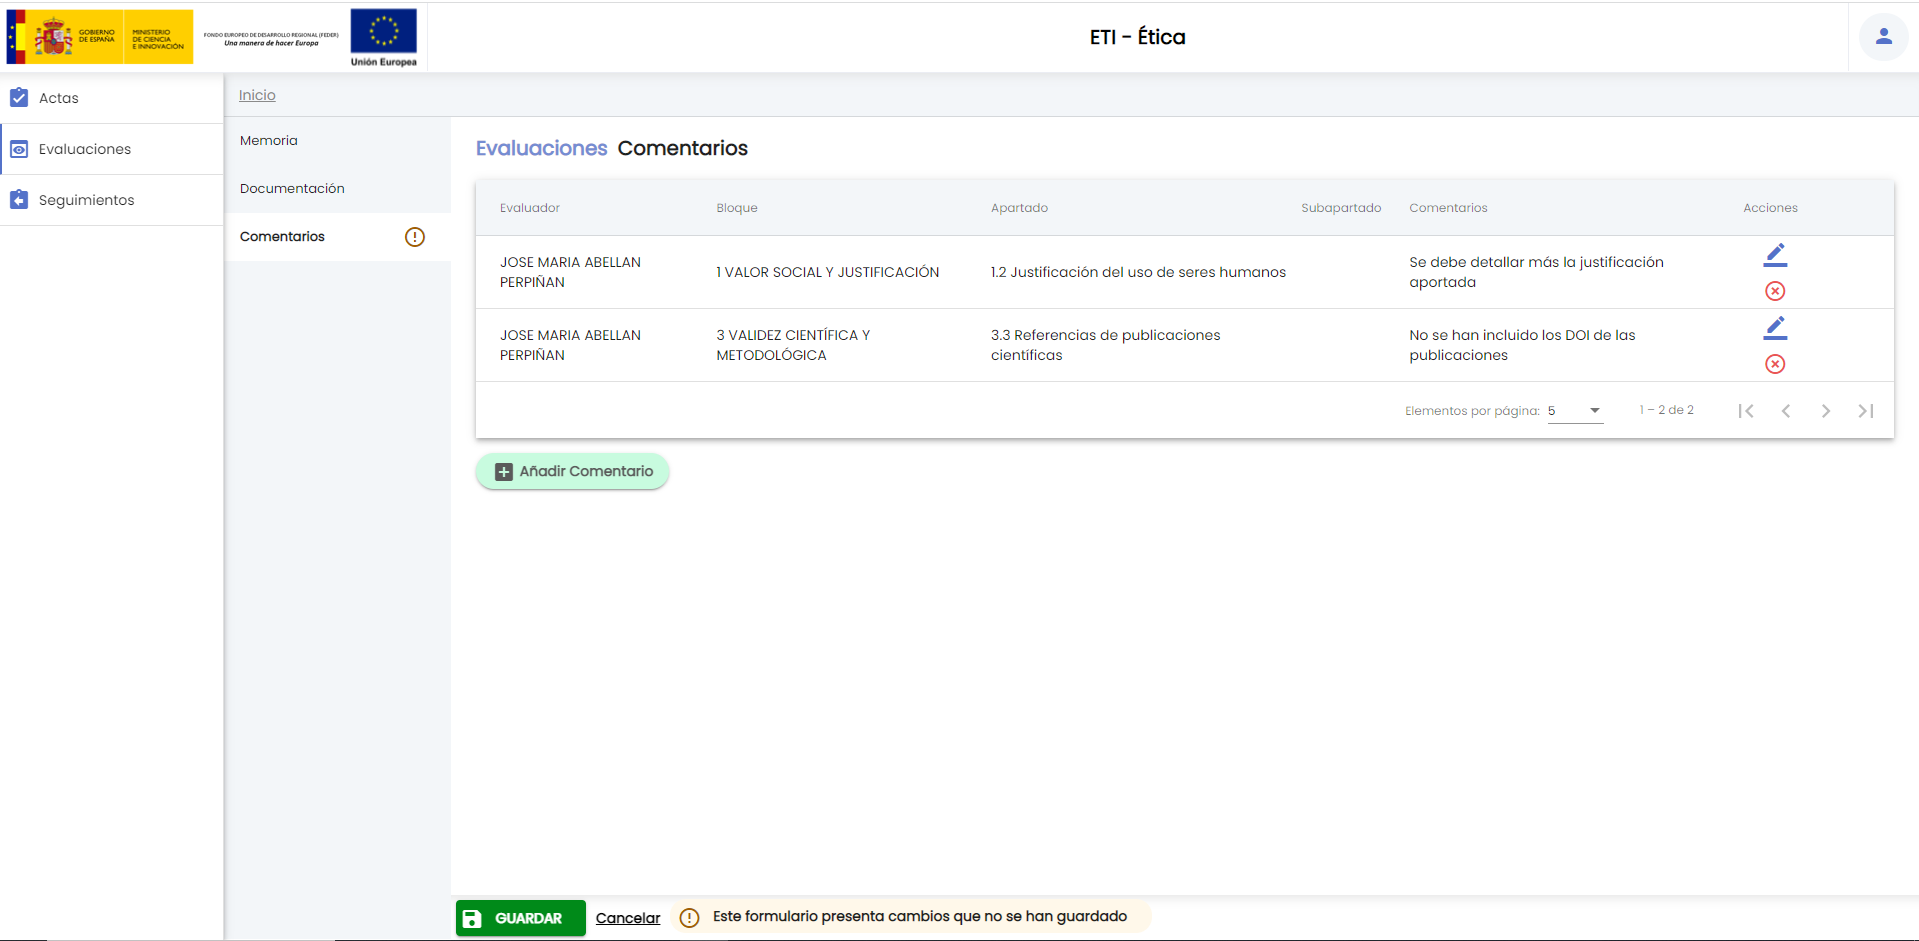 GOBIERNO
DE ESPAÑA
MINISTERIO
DE CIENCIA
E INNOVACIÓN
FONDO EUROPEO DE DESARROLLO REGIONAL (FEDER)
Una manera de hacer Europa
Unión Europea
ETI - Ética
Actas
Evaluaciones
Seguimientos
Inicio
Memoria
Documentación
Comentarios
Evaluaciones Comentarios
Evaluador Bloque Apartado Subapartado Comentarios Acciones
JOSE MARIA ABELLAN
PERPIÑAN
1 VALOR SOCIAL Y JUSTIFICACIÓN
1.2 Justificación del uso de seres humanos
Se debe detallar más la justificación
aportada
JOSE MARIA ABELLAN
PERPIÑAN
3 VALIDEZ CIENTÍFICA Y
METODOLÓGICA
3.3 Referencias de publicaciones
científicas
No se han incluido los DOI de las
publicaciones
Elementos por página: 5 1 – 2 de 2
Añadir Comentario
GUARDAR Cancelar Este formulario presenta cambios que no se han guardado